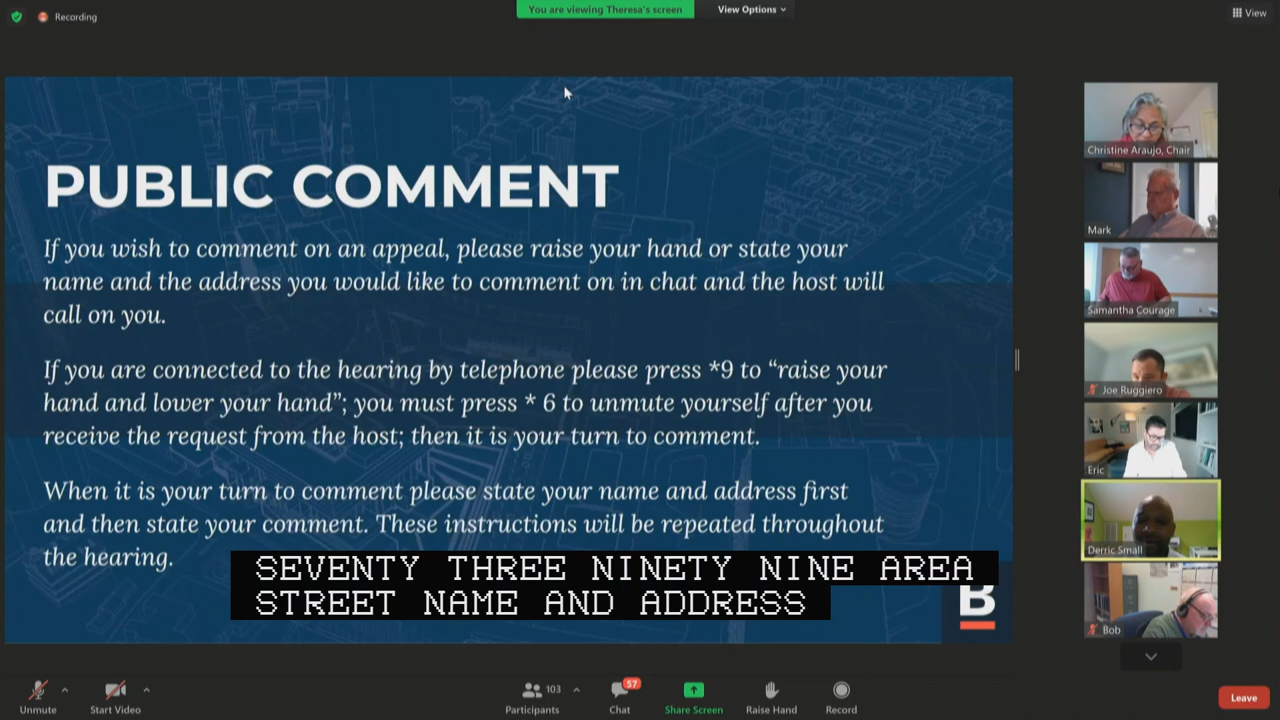 Recording
You are viewing Theresa's screen
View Options
View
PUBLIC COMMENT
If you wish to comment on an appeal, please raise your hand or state your
name and the address you would like to comment on in chat and the host will
call on you.
If you are connected to the hearing by telephone please press *9 to “raise your
hand and lower your hand”; you must press * 6 to unmute yourself after you
receive the request from the host; then it is your turn to comment.
When it is your turn to comment please state your name and address first
and then state your comment. These instructions will be repeated throughout
the hearing.
SEVENTY THREE NINETY NINE AREA
STREET NAME AND ADDRESS
B
Christine Araujo, Chair
Mark
Samantha Courage
Joe Ruggiero
Eric
Derric Small
Bob
Unmute
Start Video
103
Participants
57
Chat
Share Screen
Raise Hand
Record
Leave